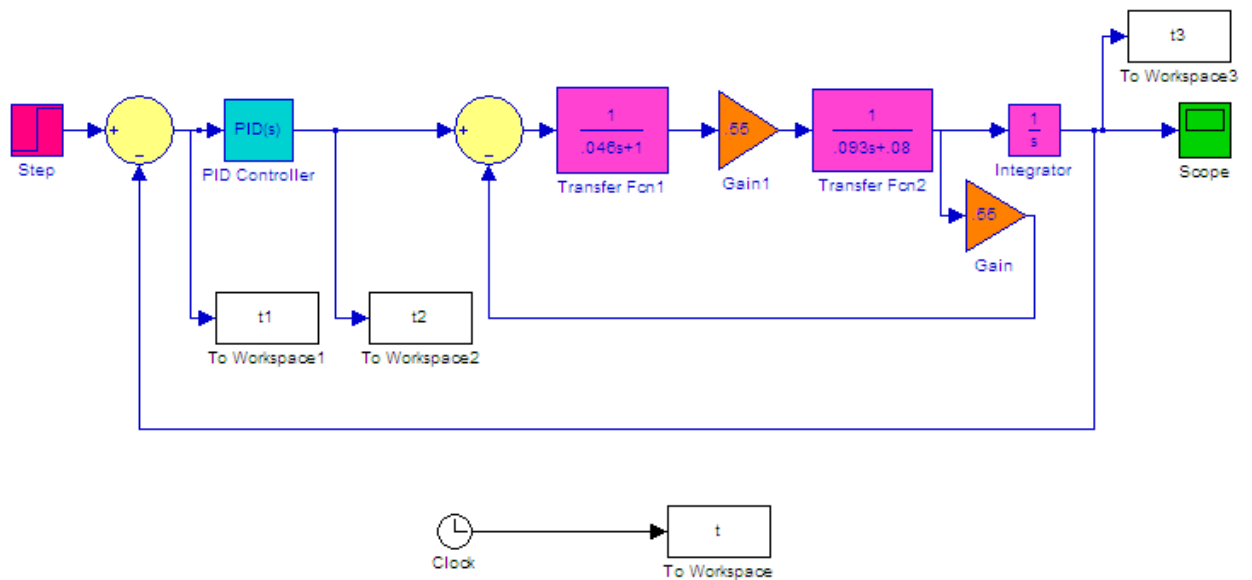 t3
To Workspace3
Step
+
−
PID(s)
PID Controller
+
−
1
.046s+1
Transfer Fcn1
.55
Gain1
1
.093s+.08
Transfer Fcn2
1
s
Integrator
Scope
.55
Gain
t1
To Workspace1
t2
To Workspace2
Clock
t
To Workspace